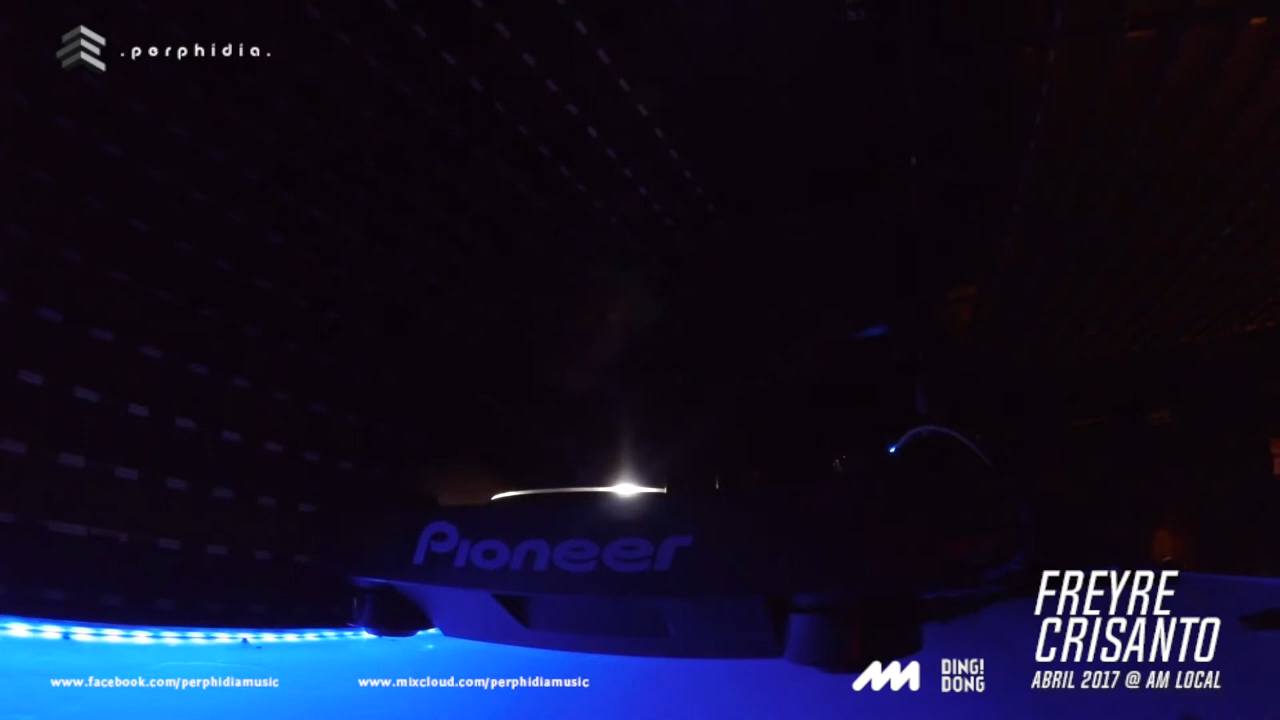 .perphidia.
Pioneer
FREYRE
CRISANTO
ABRIL 2017 @ AM LOCAL
DING!
DONG
www.facebook.com/perphidiamusic
www.mixcloud.com/perphidiamusic